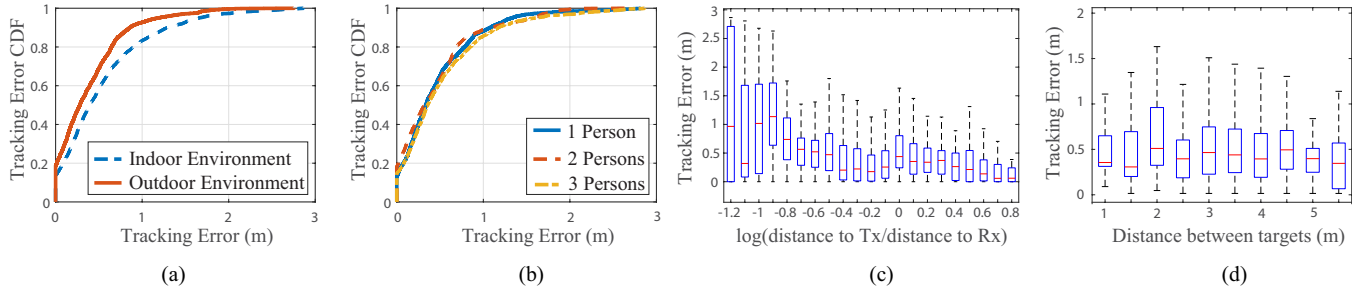 1
0.8
0.6
0.4
0.2
0
Tracking Error CDF
Indoor Environment
Outdoor Environment
0 1 2 3
Tracking Error (m)
(a)
1
0.8
0.6
0.4
0.2
0
Tracking Error CDF
1 Person
2 Persons
3 Persons
0 1 2 3
Tracking Error (m)
(b)
3
2.5
2
1.5
1
0.5
0
Tracking Error (m)
-1.2 -1 -0.8 -0.6 -0.4 -0.2 0 0.2 0.4 0.6 0.8
log(distance to Tx/distance to Rx)
(c)
2
1.5
1
0.5
0
Tracking Error (m)
1 2 3 4 5
Distance between targets (m)
(d)